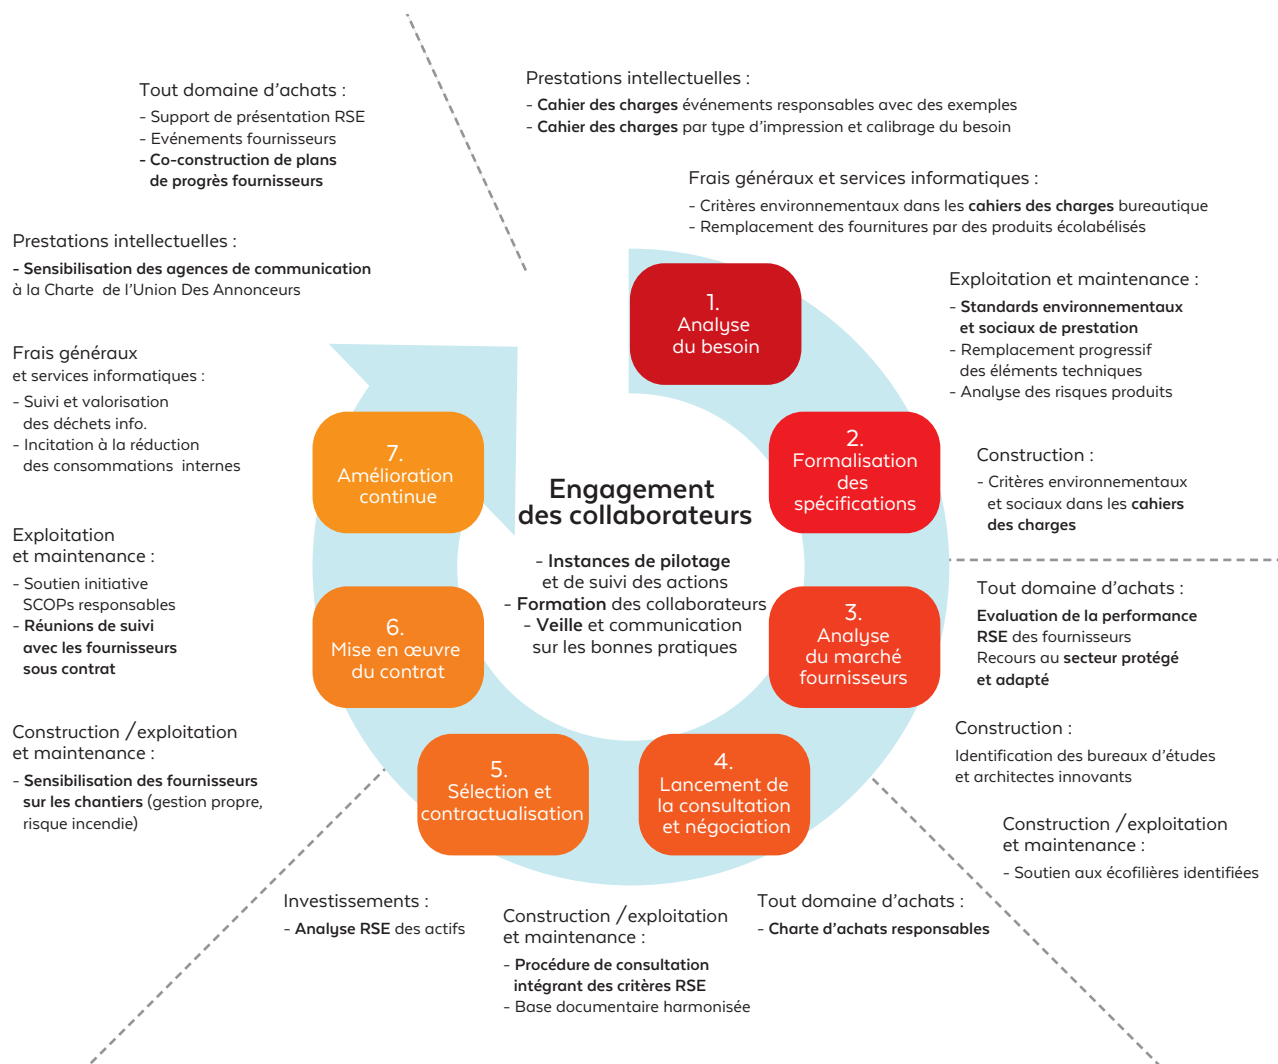 Tout domaine d'achats :
- Support de présentation RSE
- Evénements fournisseurs
- Co-construction de plans
de progrès fournisseurs
Prestations intellectuelles :
- Cahier des charges événements responsables avec des exemples
- Cahier des charges par type d'impression et calibrage du besoin
Frais généraux et services informatiques :
- Critères environnementaux dans les cahiers des charges bureautique
- Remplacement des fournitures par des produits écolabélisés
Exploitation et maintenance :
- Standards environnementaux
et sociaux de prestation
- Remplacement progressif
des éléments techniques
- Analyse des risques produits
Construction :
- Critères environnementaux
et sociaux dans les cahiers
des charges
Tout domaine d'achats :
Evaluation de la performance
RSE des fournisseurs
Recours au secteur protégé
et adapté
Construction :
Identification des bureaux d'études
et architectes innovants
Construction /exploitation
et maintenance :
- Soutien aux écofilières identifiées
Tout domaine d'achats :
- Charte d'achats responsables
Construction /exploitation
et maintenance :
- Procédure de consultation
intégrant des critères RSE
- Base documentaire harmonisée
Investissements :
- Analyse RSE des actifs
Prestations intellectuelles :
- Sensibilisation des agences de communication
à la Charte de l'Union Des Annonceurs
Frais généraux
et services informatiques :
- Suivi et valorisation
des déchets info.
- Incitation à la réduction
des consommations internes
Exploitation
et maintenance :
- Soutien initiative
SCOPs responsables
- Réunions de suivi
avec les fournisseurs
sous contrat
Construction /exploitation
et maintenance :
- Sensibilisation des fournisseurs
sur les chantiers (gestion propre,
risque incendie)
1.
Analyse
du besoin
2.
Formalisation
des
spécifications
3.
Analyse
du marché
fournisseurs
4.
Lancement de
la consultation
et négociation
5.
Sélection et
contractualisation
6.
Mise en œuvre
du contrat
7.
Amélioration
continue
Engagement
des collaborateurs
- Instances de pilotage
et de suivi des actions
- Formation des collaborateurs
- Veille et communication
sur les bonnes pratiques